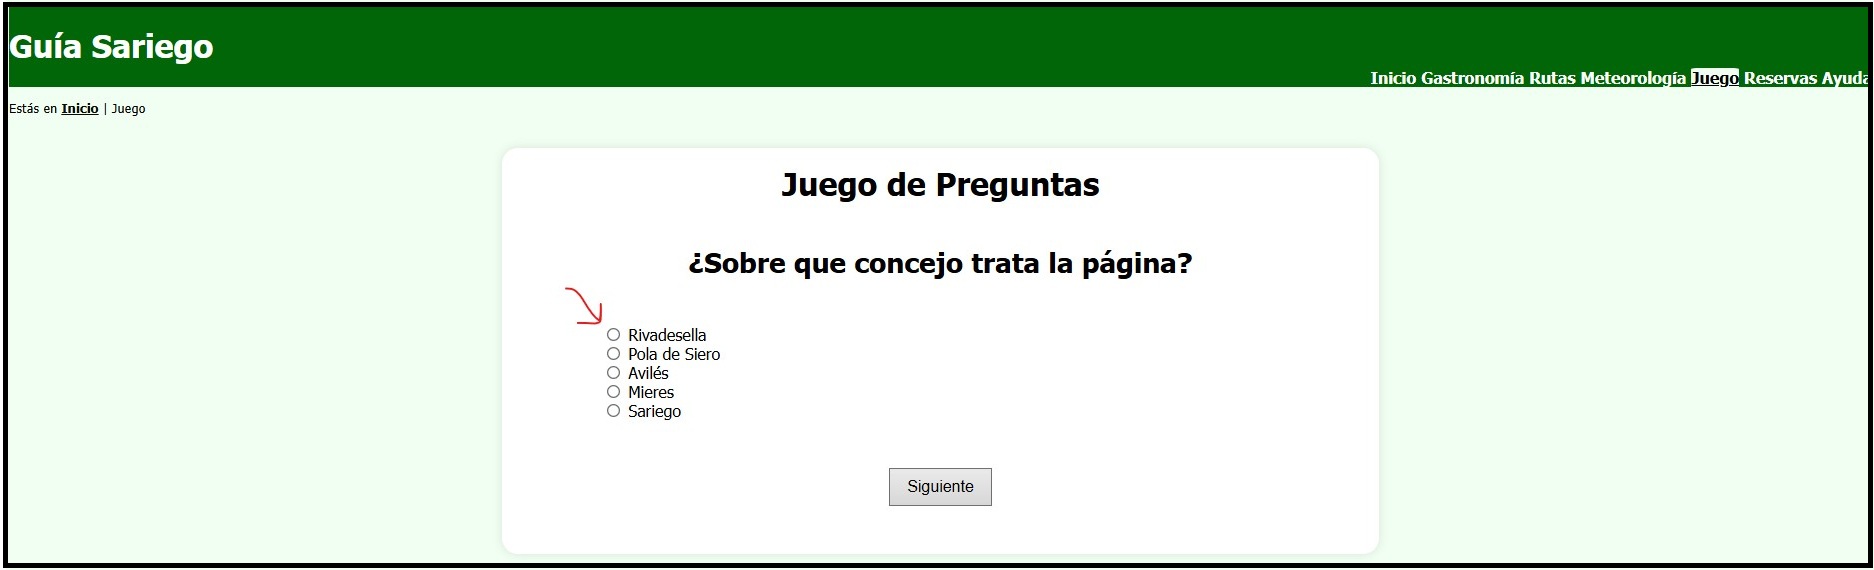 Guía Sariego
Inicio Gastronomía Rutas Meteorología Juego Reservas Ayuda
Estás en Inicio | Juego
Juego de Preguntas
¿Sobre que concejo trata la página?
Rivadesella
Pola de Siero
Avilés
Mieres
Sariego
Siguiente